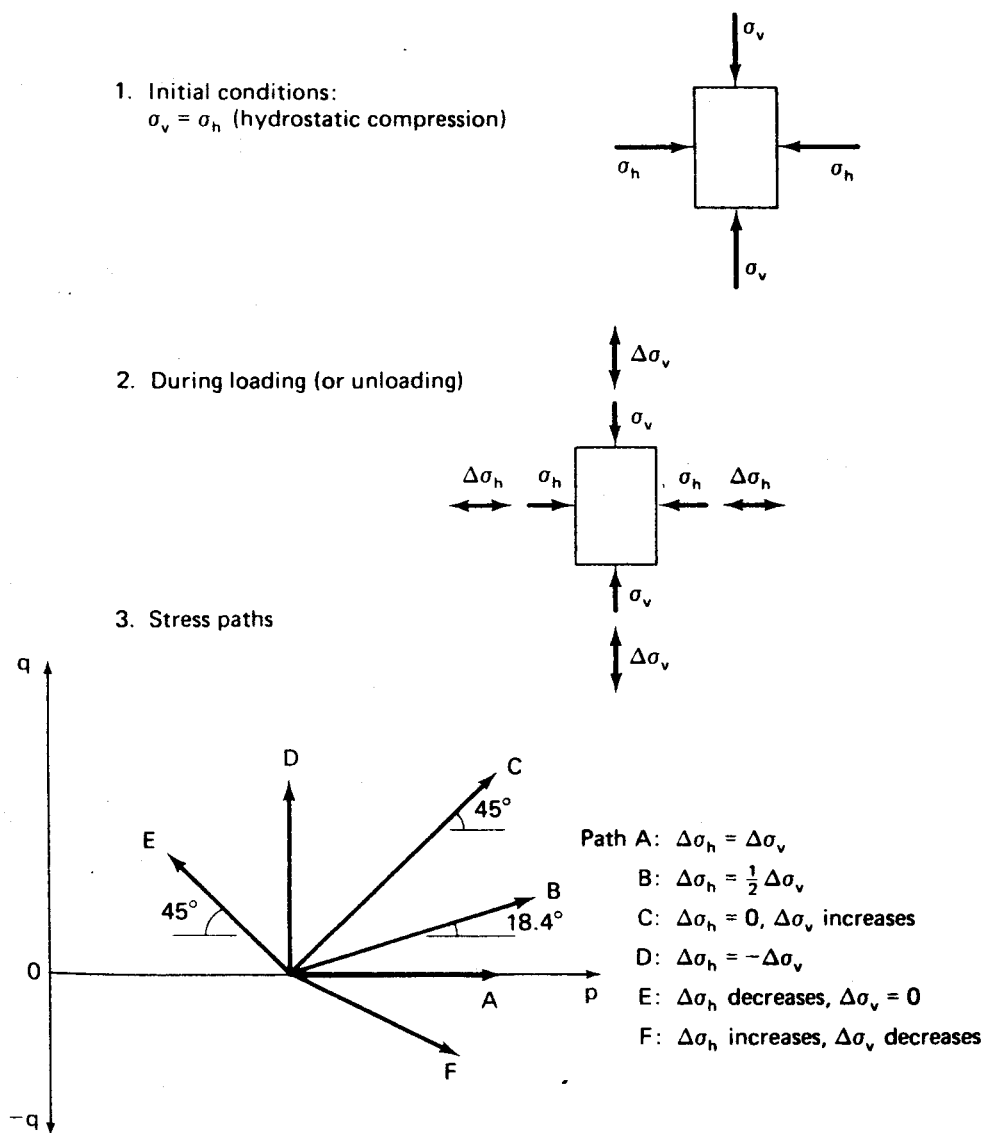 σv
1. Initial conditions:
σv = σh (hydrostatic compression)
σh
σh
σv
Δσv
2. During loading (or unloading)
σv
Δσh σh σh Δσh
σv
3. Stress paths
Δσv
q
D
C
45°
E
Path A: Δσh = Δσv
B
B: Δσh = ½ Δσv
45°
18.4°
C: Δσh = 0, Δσv increases
D: Δσh = −Δσv
0
A
p
E: Δσh decreases, Δσv = 0
F: Δσh increases, Δσv decreases
F
−q